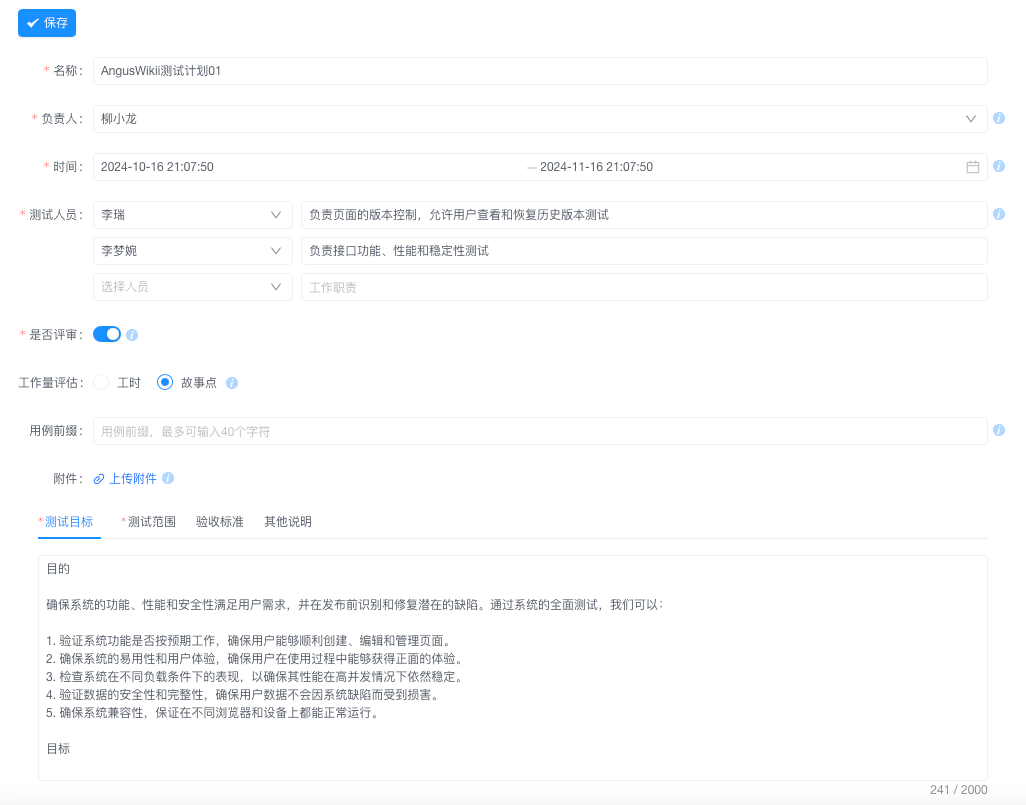 保存
* 名称：
AngusWikii测试计划01
* 负责人：
柳小龙
* 时间：
2024-10-16 21:07:50 — 2024-11-16 21:07:50
* 测试人员：
李瑞
负责页面的版本控制，允许用户查看和恢复历史版本测试
李梦婉
负责接口功能、性能和稳定性测试
选择人员
工作职责
* 是否评审：
工作量评估：
工时 故事点
用例前缀：
用例前缀，最多可输入40个字符
附件：
上传附件
* 测试目标 * 测试范围 验收标准 其他说明
目的
确保系统的功能、性能和安全性满足用户需求，并在发布前识别和修复潜在的缺陷。通过系统的全面测试，我们可以：
1. 验证系统功能是否按预期工作，确保用户能够顺利创建、编辑和管理页面。
2. 确保系统的易用性和用户体验，确保用户在使用过程中能够获得正面的体验。
3. 检查系统在不同负载条件下的表现，以确保其性能在高并发情况下依然稳定。
4. 验证数据的安全性和完整性，确保用户数据不会因系统缺陷而受到损害。
5. 确保系统兼容性，保证在不同浏览器和设备上都能正常运行。
目标
241 / 2000